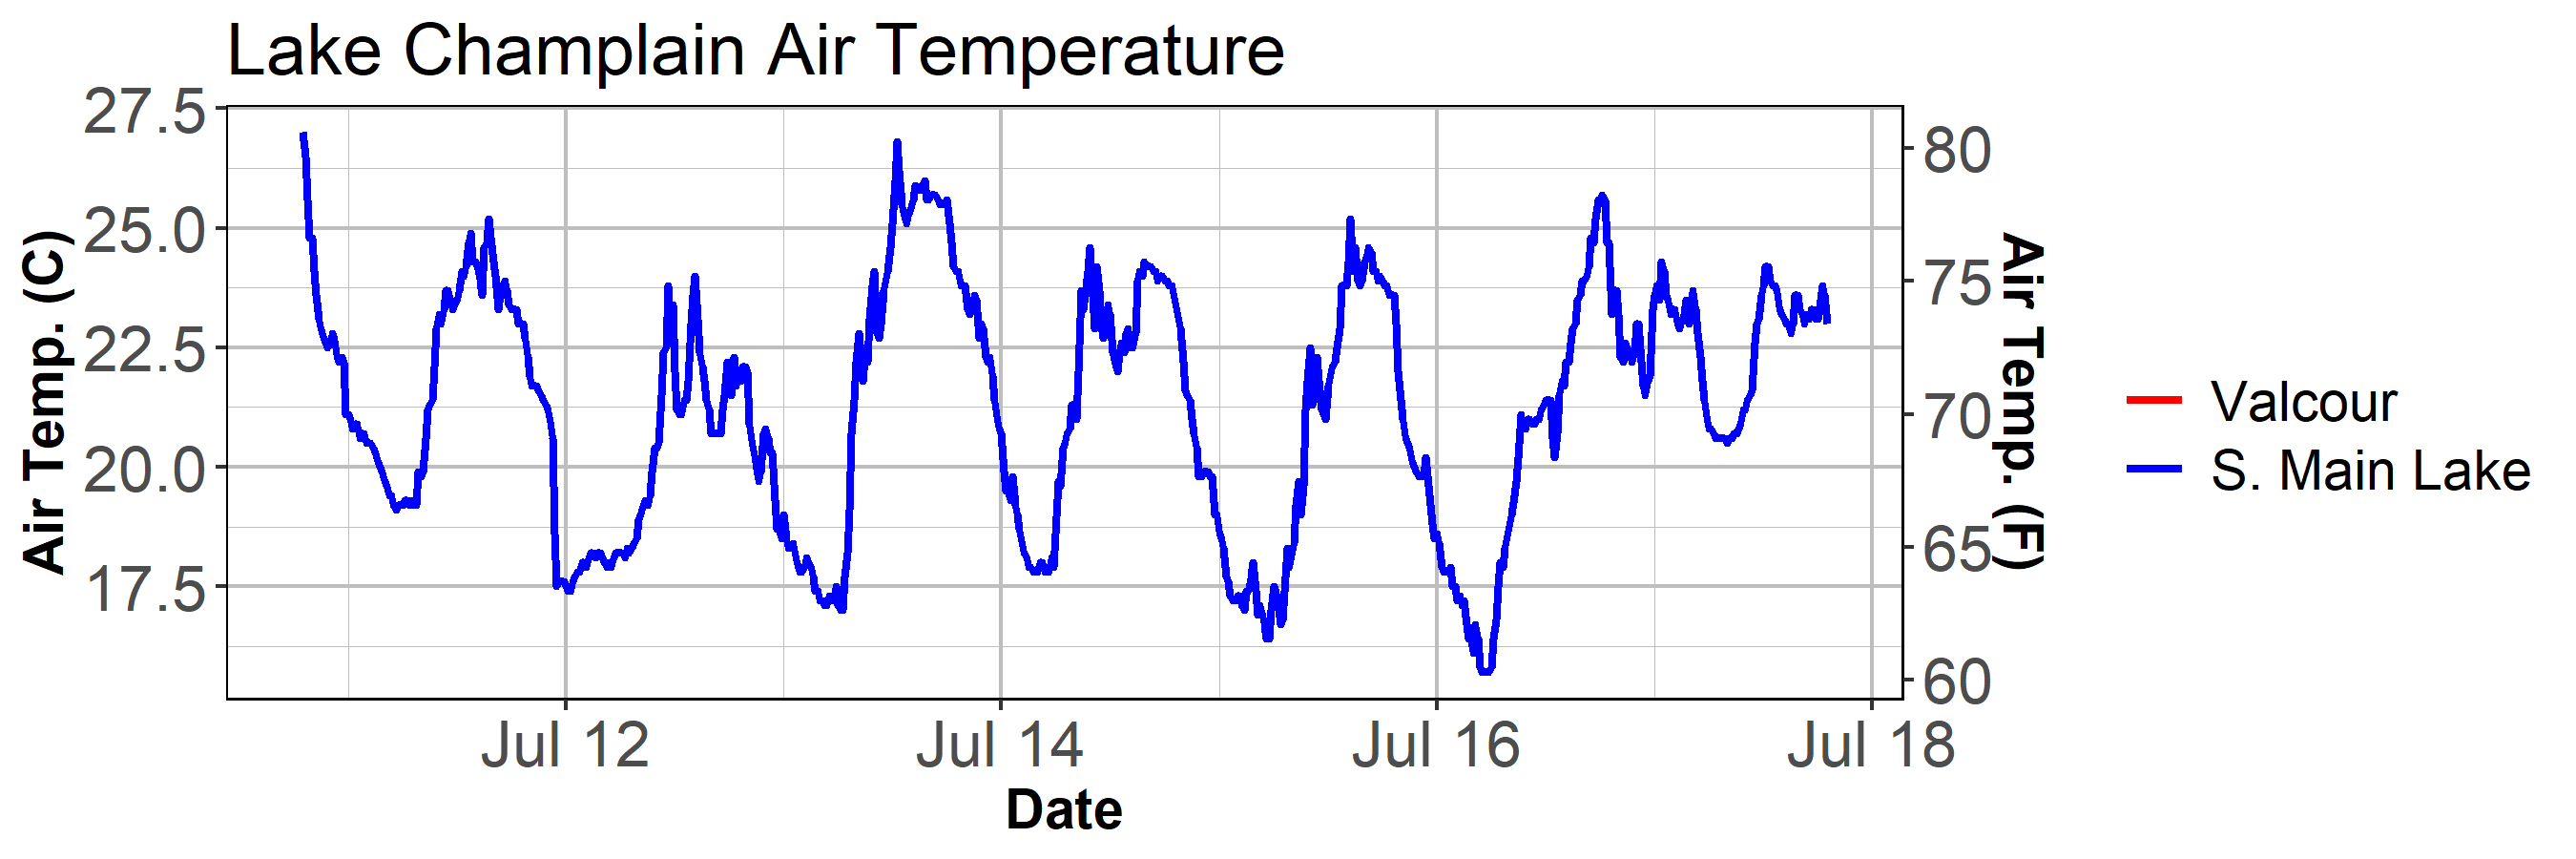 Lake Champlain Air Temperature
27.5
25.0
22.5
20.0
17.5
Air Temp. (C)
80
75
70
65
60
Air Temp. (F)
Jul 12
Jul 14
Jul 16
Jul 18
Date
Valcour
S. Main Lake